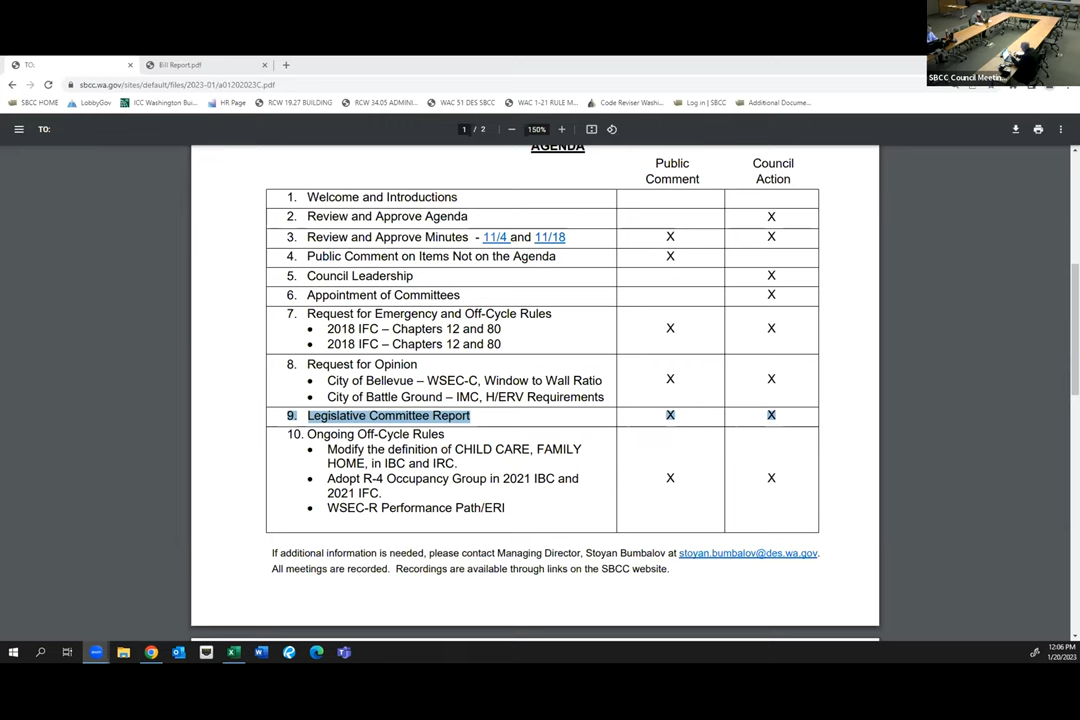 SBCC Council Meetin...
TO:
Bill Report.pdf
sbcc.wa.gov/sites/default/files/2023-01/a01202023C.pdf
SBCC HOME
LobbyGov
ICC Washington Bui...
HR Page
RCW 19.27 BUILDING
RCW 34.05 ADMINI...
WAC 51 DES SBCC
WAC 1-21 RULE M...
Code Reviser Washi...
Log in | SBCC
Additional Docume...
TO:
1 / 2
150%
AGENDA
Public Comment
Council Action
1. Welcome and Introductions
2. Review and Approve Agenda X
3. Review and Approve Minutes - 11/4 and 11/18 X X
4. Public Comment on Items Not on the Agenda X
5. Council Leadership X
6. Appointment of Committees X
7. Request for Emergency and Off-Cycle Rules
• 2018 IFC – Chapters 12 and 80 X X
• 2018 IFC – Chapters 12 and 80
8. Request for Opinion
• City of Bellevue – WSEC-C, Window to Wall Ratio X X
• City of Battle Ground – IMC, H/ERV Requirements
9. Legislative Committee Report X X
10. Ongoing Off-Cycle Rules
• Modify the definition of CHILD CARE, FAMILY
HOME, in IBC and IRC.
• Adopt R-4 Occupancy Group in 2021 IBC and X X
2021 IFC.
• WSEC-R Performance Path/ERI
If additional information is needed, please contact Managing Director, Stoyan Bumbalov at stoyan.bumbalov@des.wa.gov.
All meetings are recorded. Recordings are available through links on the SBCC website.
12:06 PM
1/20/2023